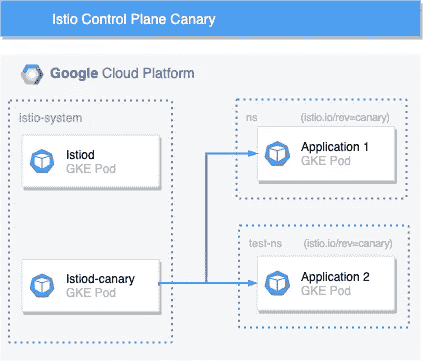 Istio Control Plane Canary
Google Cloud Platform
istio-system
Istiod
GKE Pod
Istiod-canary
GKE Pod
ns (istio.io/rev=canary)
Application 1
GKE Pod
test-ns (istio.io/rev=canary)
Application 2
GKE Pod